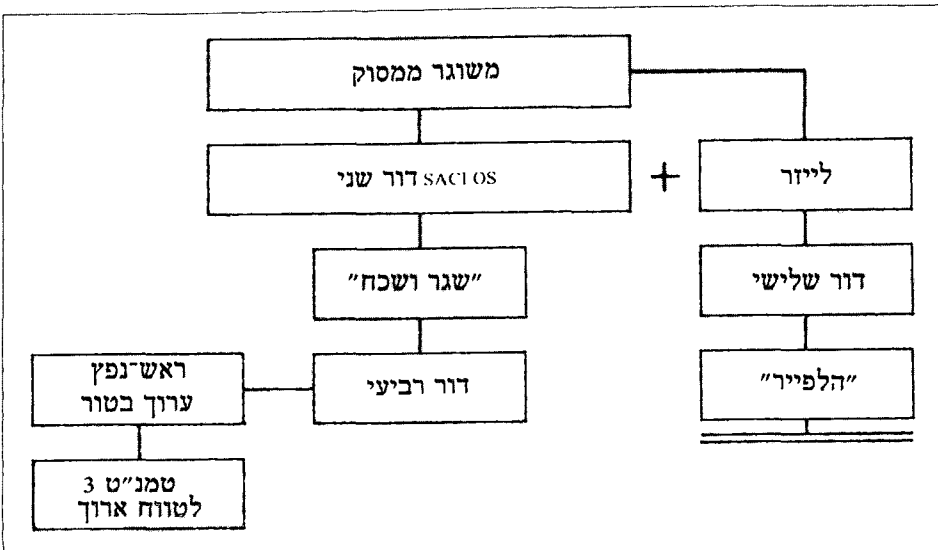 משוגר ממסוק
SACLOS דור שני
+
לייזר
"שגר ושכח"
דור שלישי
ראש־נפץ
ערוך בטור
דור רביעי
"הלפייר"
טמנ"ט 3
לטווח ארוך